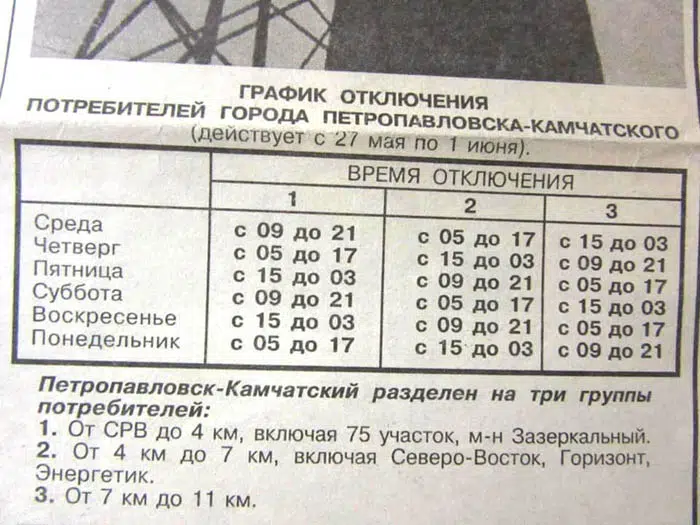 ГРАФИК ОТКЛЮЧЕНИЯ
ПОТРЕБИТЕЛЕЙ ГОРОДА ПЕТРОПАВЛОВСКА-КАМЧАТСКОГО
(действует с 27 мая по 1 июня).
ВРЕМЯ ОТКЛЮЧЕНИЯ
1 2 3
Среда с 09 до 21 с 05 до 17 с 15 до 03
Четверг с 05 до 17 с 15 до 03 с 09 до 21
Пятница с 15 до 03 с 09 до 21 с 05 до 17
Суббота с 09 до 21 с 05 до 17 с 15 до 03
Воскресенье с 15 до 03 с 09 до 21 с 05 до 17
Понедельник с 05 до 17 с 15 до 03 с 09 до 21
Петропавловск-Камчатский разделен на три группы
потребителей:
1. От СРВ до 4 км, включая 75 участок, м-н Зазеркальный.
2. От 4 км до 7 км, включая Северо-Восток, Горизонт,
Энергетик.
3. От 7 км до 11 км.